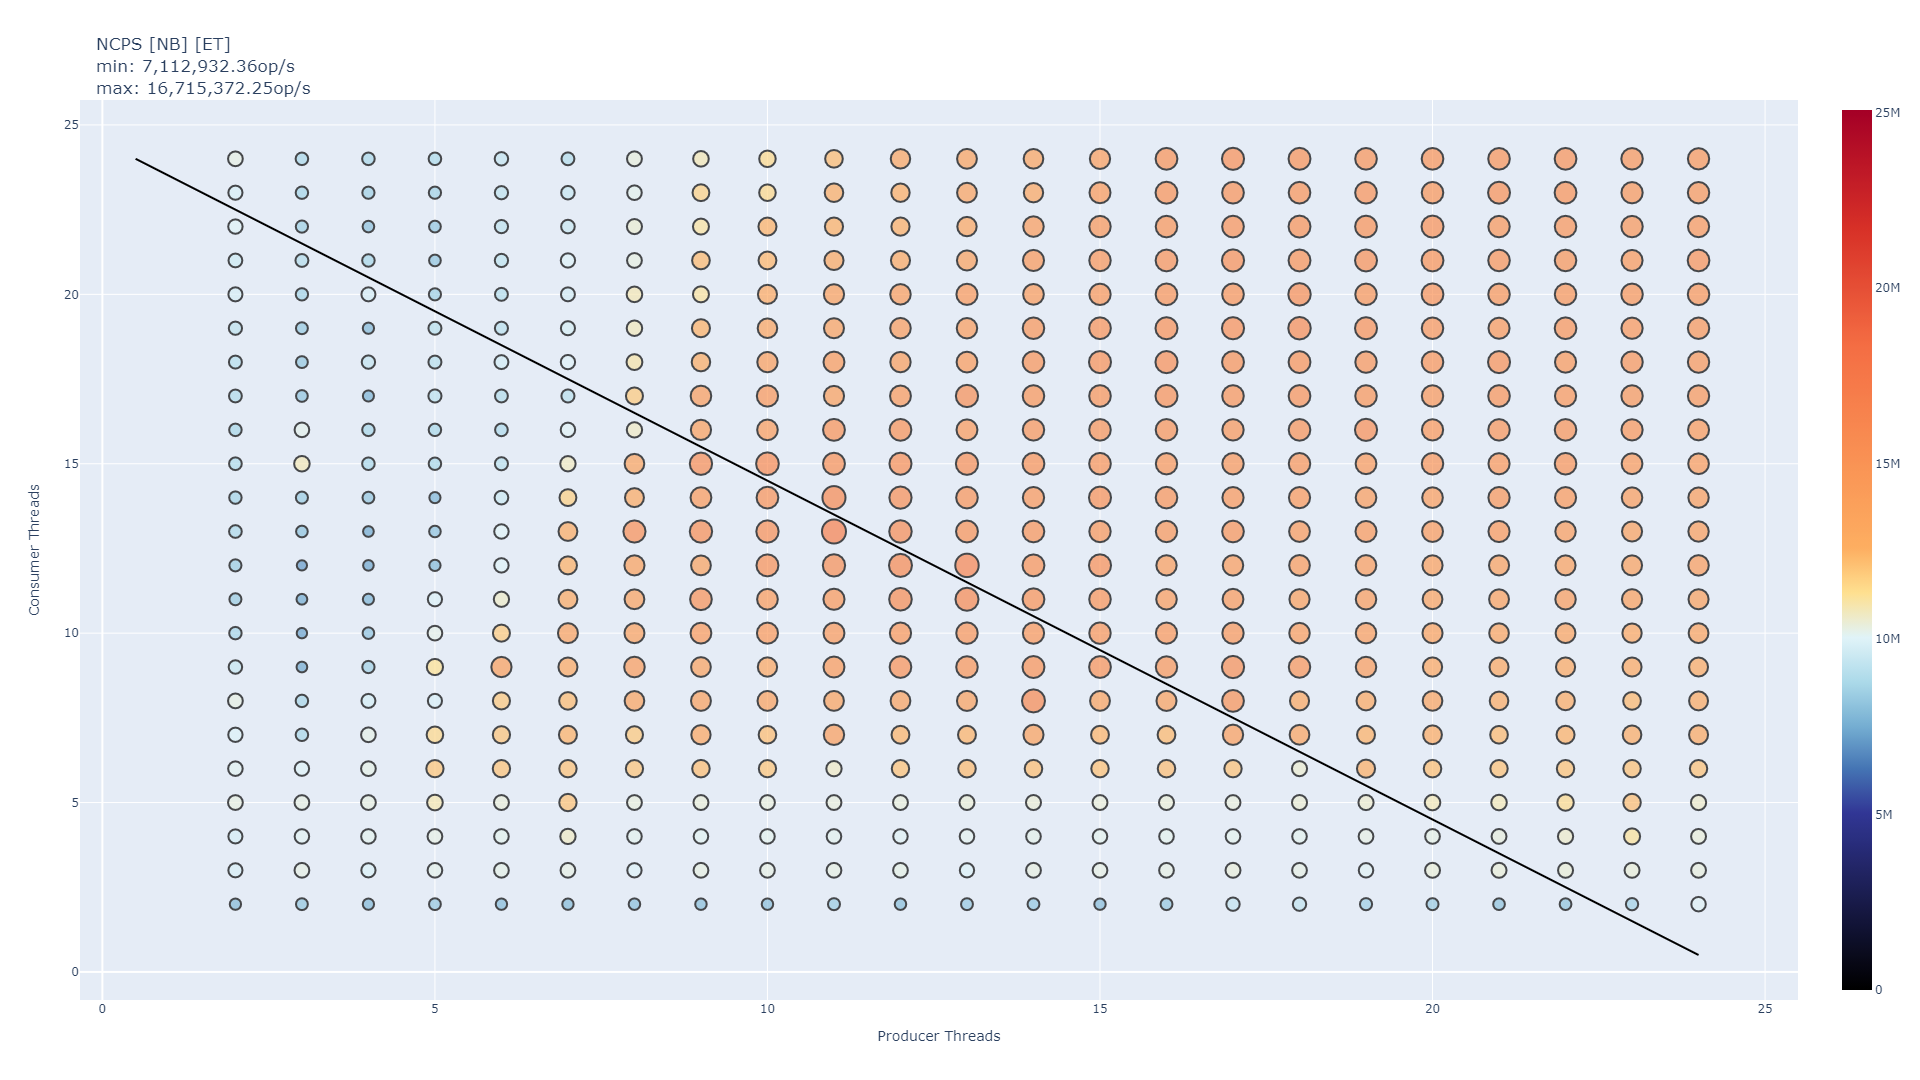 NCPS [NB] [ET]
min: 7,112,932.36op/s
max: 16,715,372.25op/s
25
20
15
10
5
0
Consumer Threads
0
5
10
15
20
25
Producer Threads
25M
20M
15M
10M
5M
0